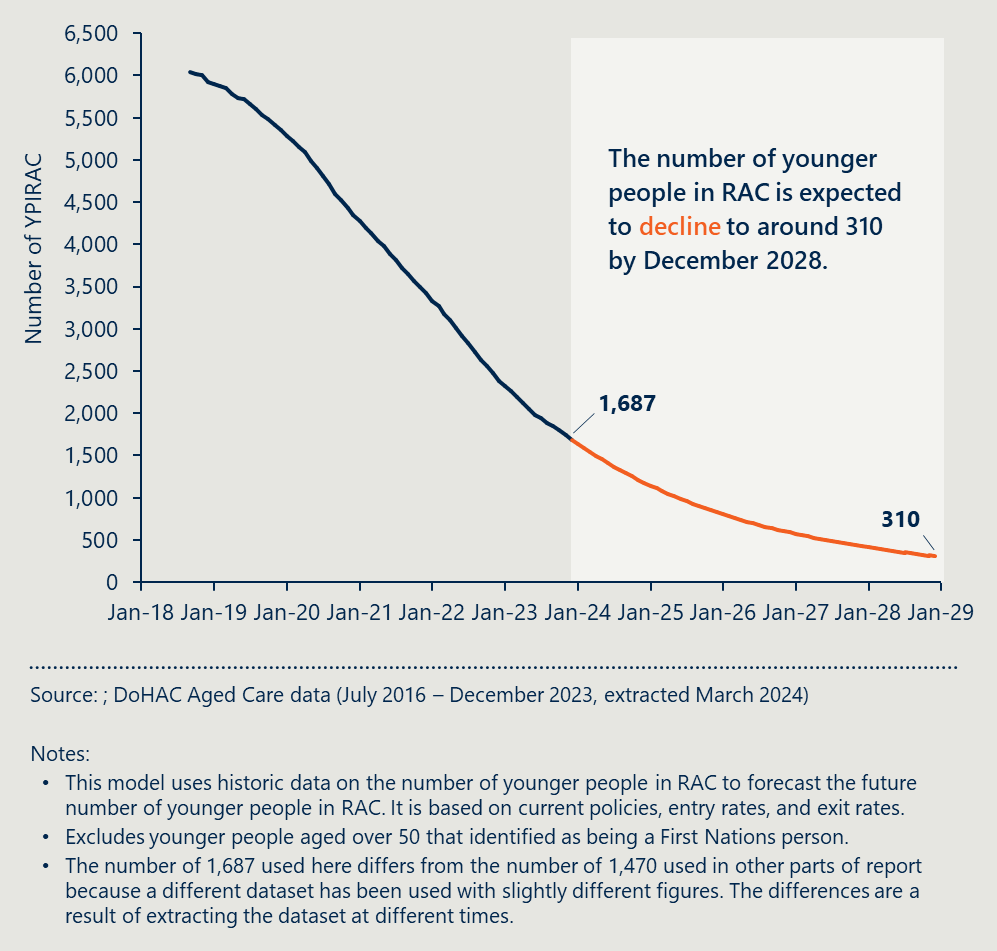 6,500
6,000
5,500
5,000
4,500
4,000
3,500
3,000
2,500
2,000
1,500
1,000
500
0
Number of YPIRAC
The number of younger
people in RAC is expected
to decline to around 310
by December 2028.
1,687
310
Jan-18 Jan-19 Jan-20 Jan-21 Jan-22 Jan-23 Jan-24 Jan-25 Jan-26 Jan-27 Jan-28 Jan-29
Source: ; DoHAC Aged Care data (July 2016 – December 2023, extracted March 2024)
Notes:
• This model uses historic data on the number of younger people in RAC to forecast the future
number of younger people in RAC. It is based on current policies, entry rates, and exit rates.
• Excludes younger people aged over 50 that identified as being a First Nations person.
• The number of 1,687 used here differs from the number of 1,470 used in other parts of report
because a different dataset has been used with slightly different figures. The differences are a
result of extracting the dataset at different times.